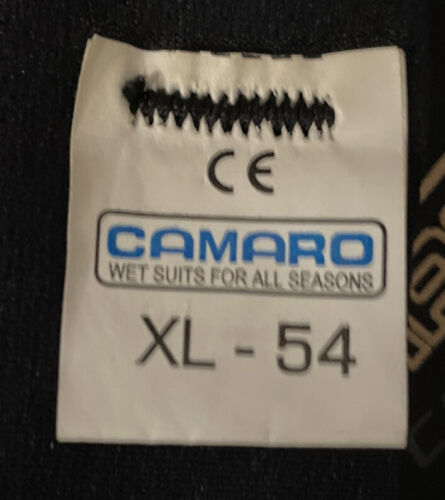 CE
CAMARO
WET SUITS FOR ALL SEASONS
XL - 54